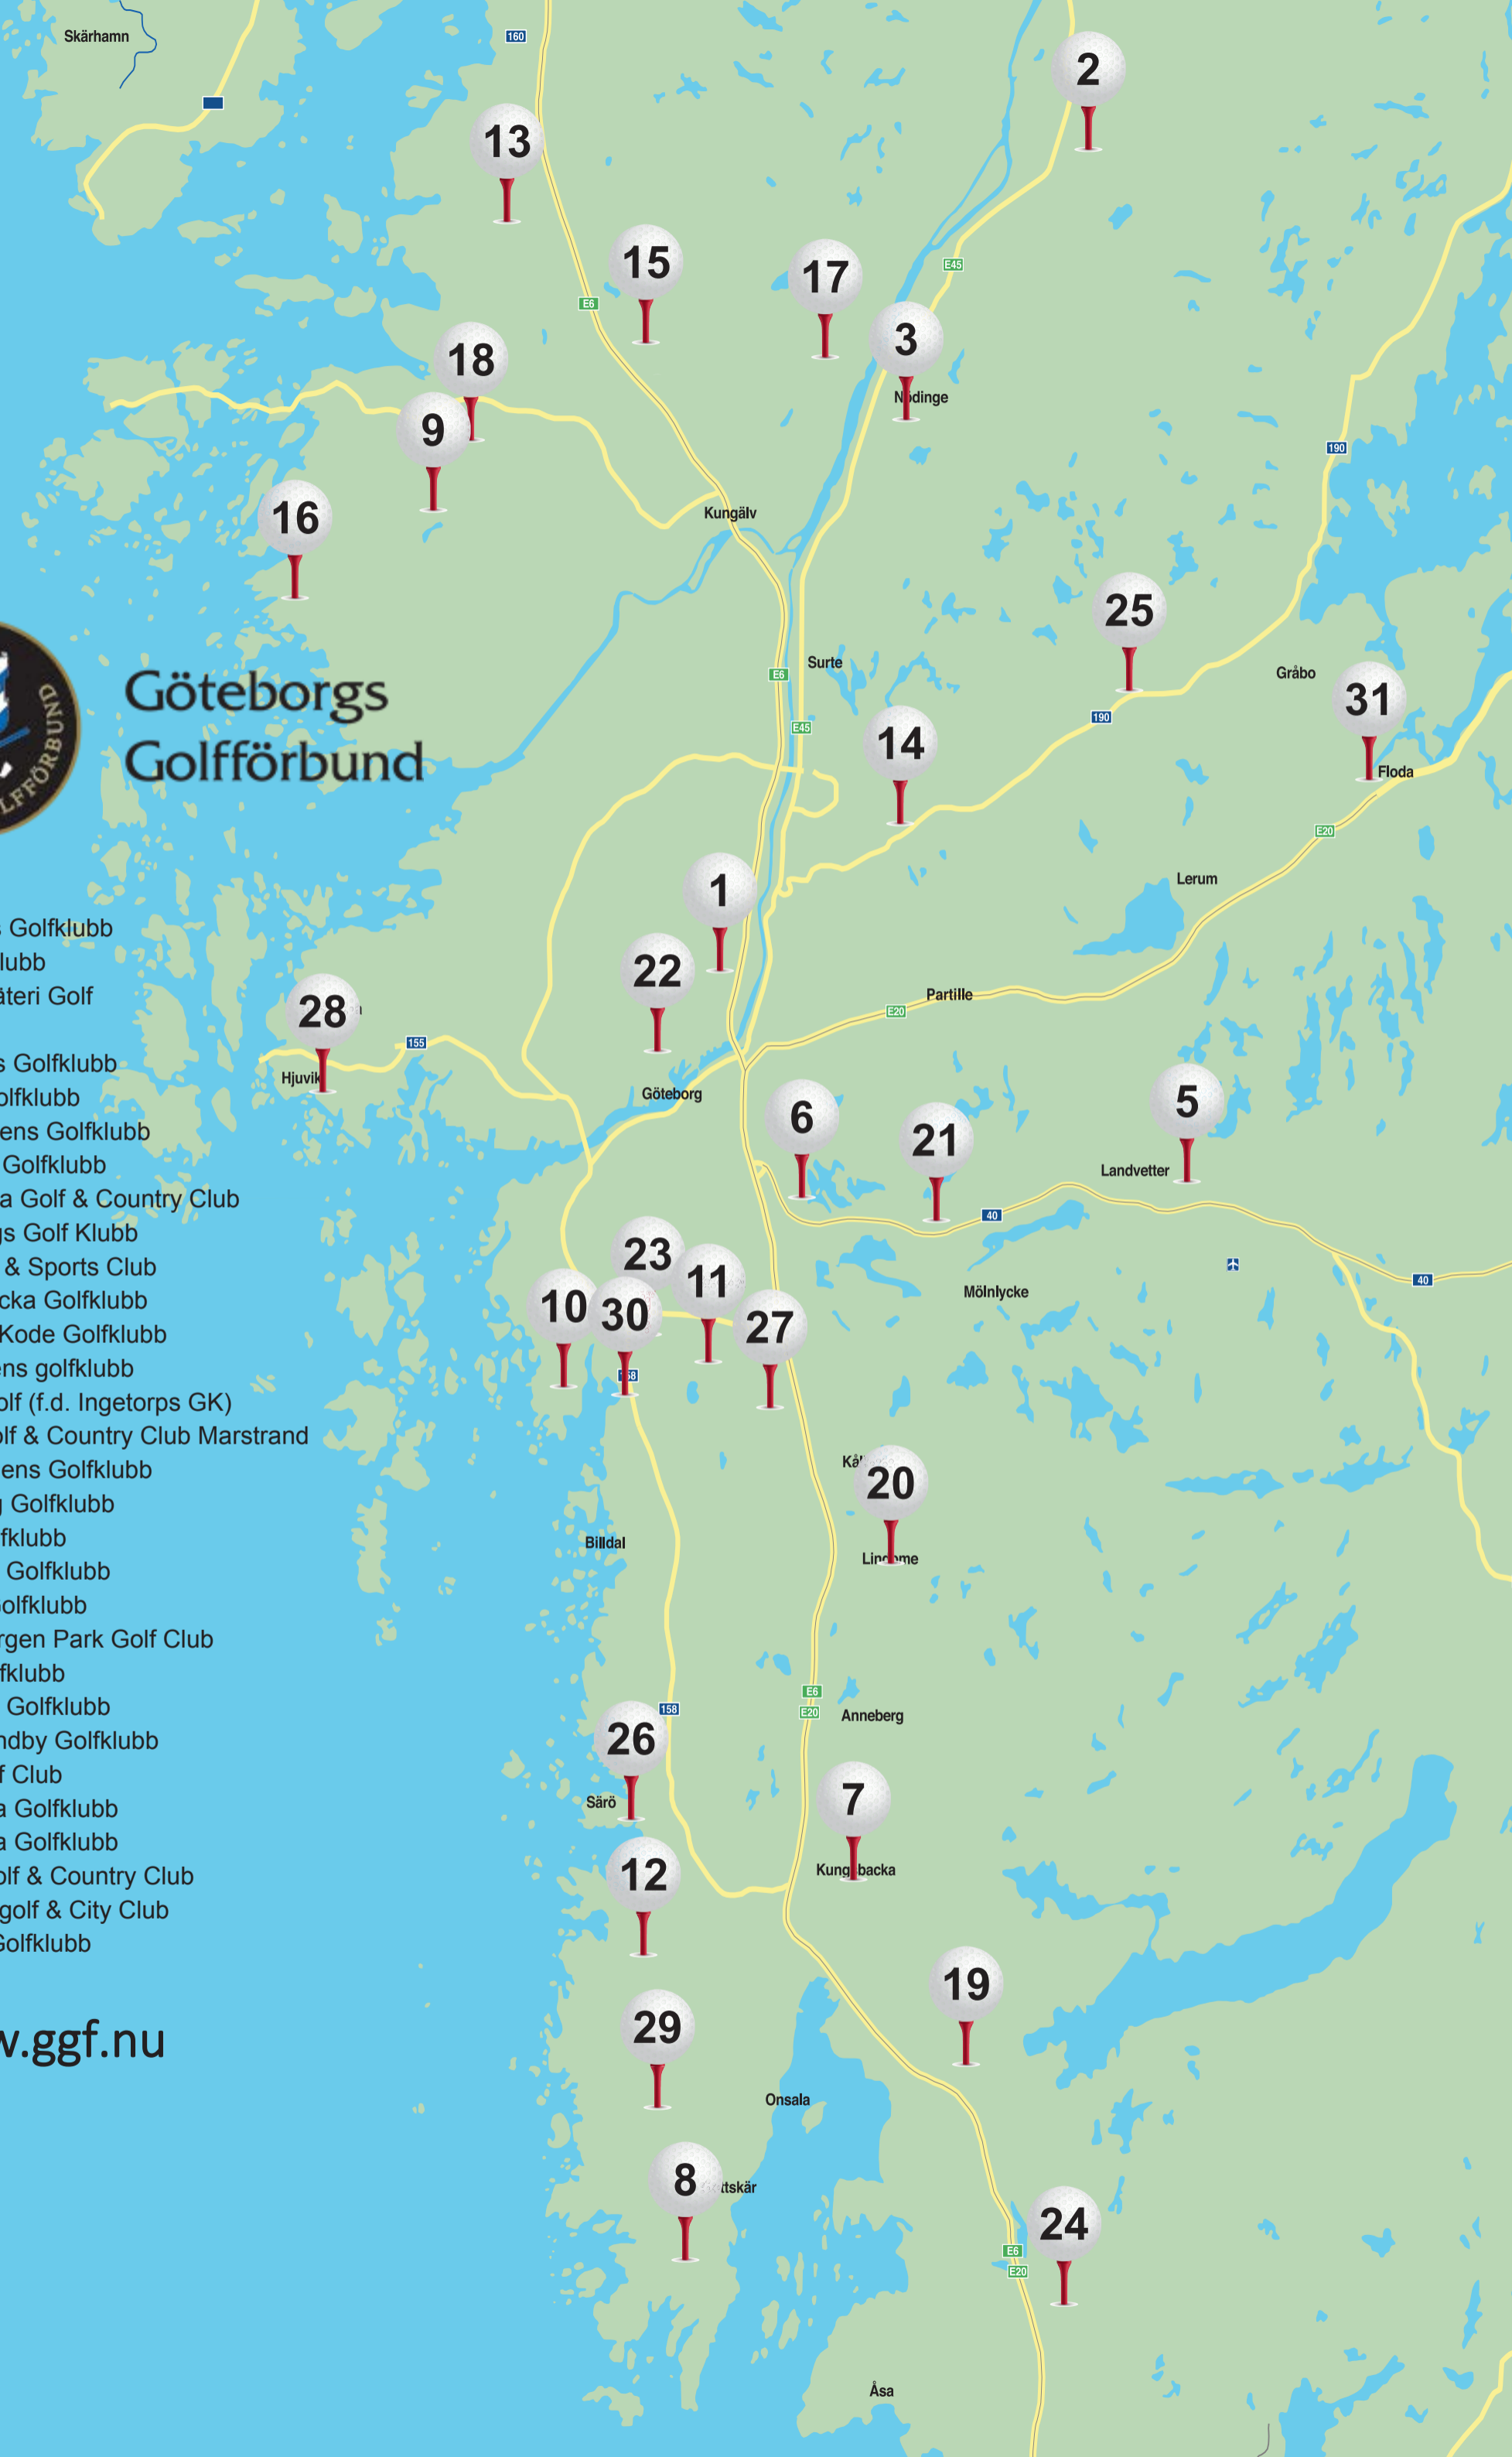 Skärhamn
160
2
13
15
17
E45
E6
3
18
Nödinge
9
190
16
Kungälv
25
Surte
E6
Gråbo
31
Göteborgs
Golfförbund
LFFÖRBUND
190
E45
14
Floda
E20
1
Lerum
Golfklubb
22
Partille
28
E20
äteri Golf
155
Golfklubb
Hjuvik
Göteborg
6
21
5
olfklubb
ens Golfklubb
Landvetter
Golfklubb
40
a Golf & Country Club
gs Golf Klubb
23
11
& Sports Club
40
10
30
27
Mölnlycke
cka Golfklubb
Kode Golfklubb
ens golfklubb
olf (f.d. Ingetorps GK)
olf & Country Club Marstrand
ens Golfklubb
20
g Golfklubb
fklubb
Billdal
Lindome
Golfklubb
Golfklubb
rgen Park Golf Club
fklubb
E6
Golfklubb
158
E20
Anneberg
ndby Golfklubb
26
f Club
7
a Golfklubb
Särö
a Golfklubb
Kungsbacka
olf & Country Club
12
golf & City Club
Golfklubb
19
w.ggf.nu
29
Onsala
8
ttskär
24
E6
E20
Åsa